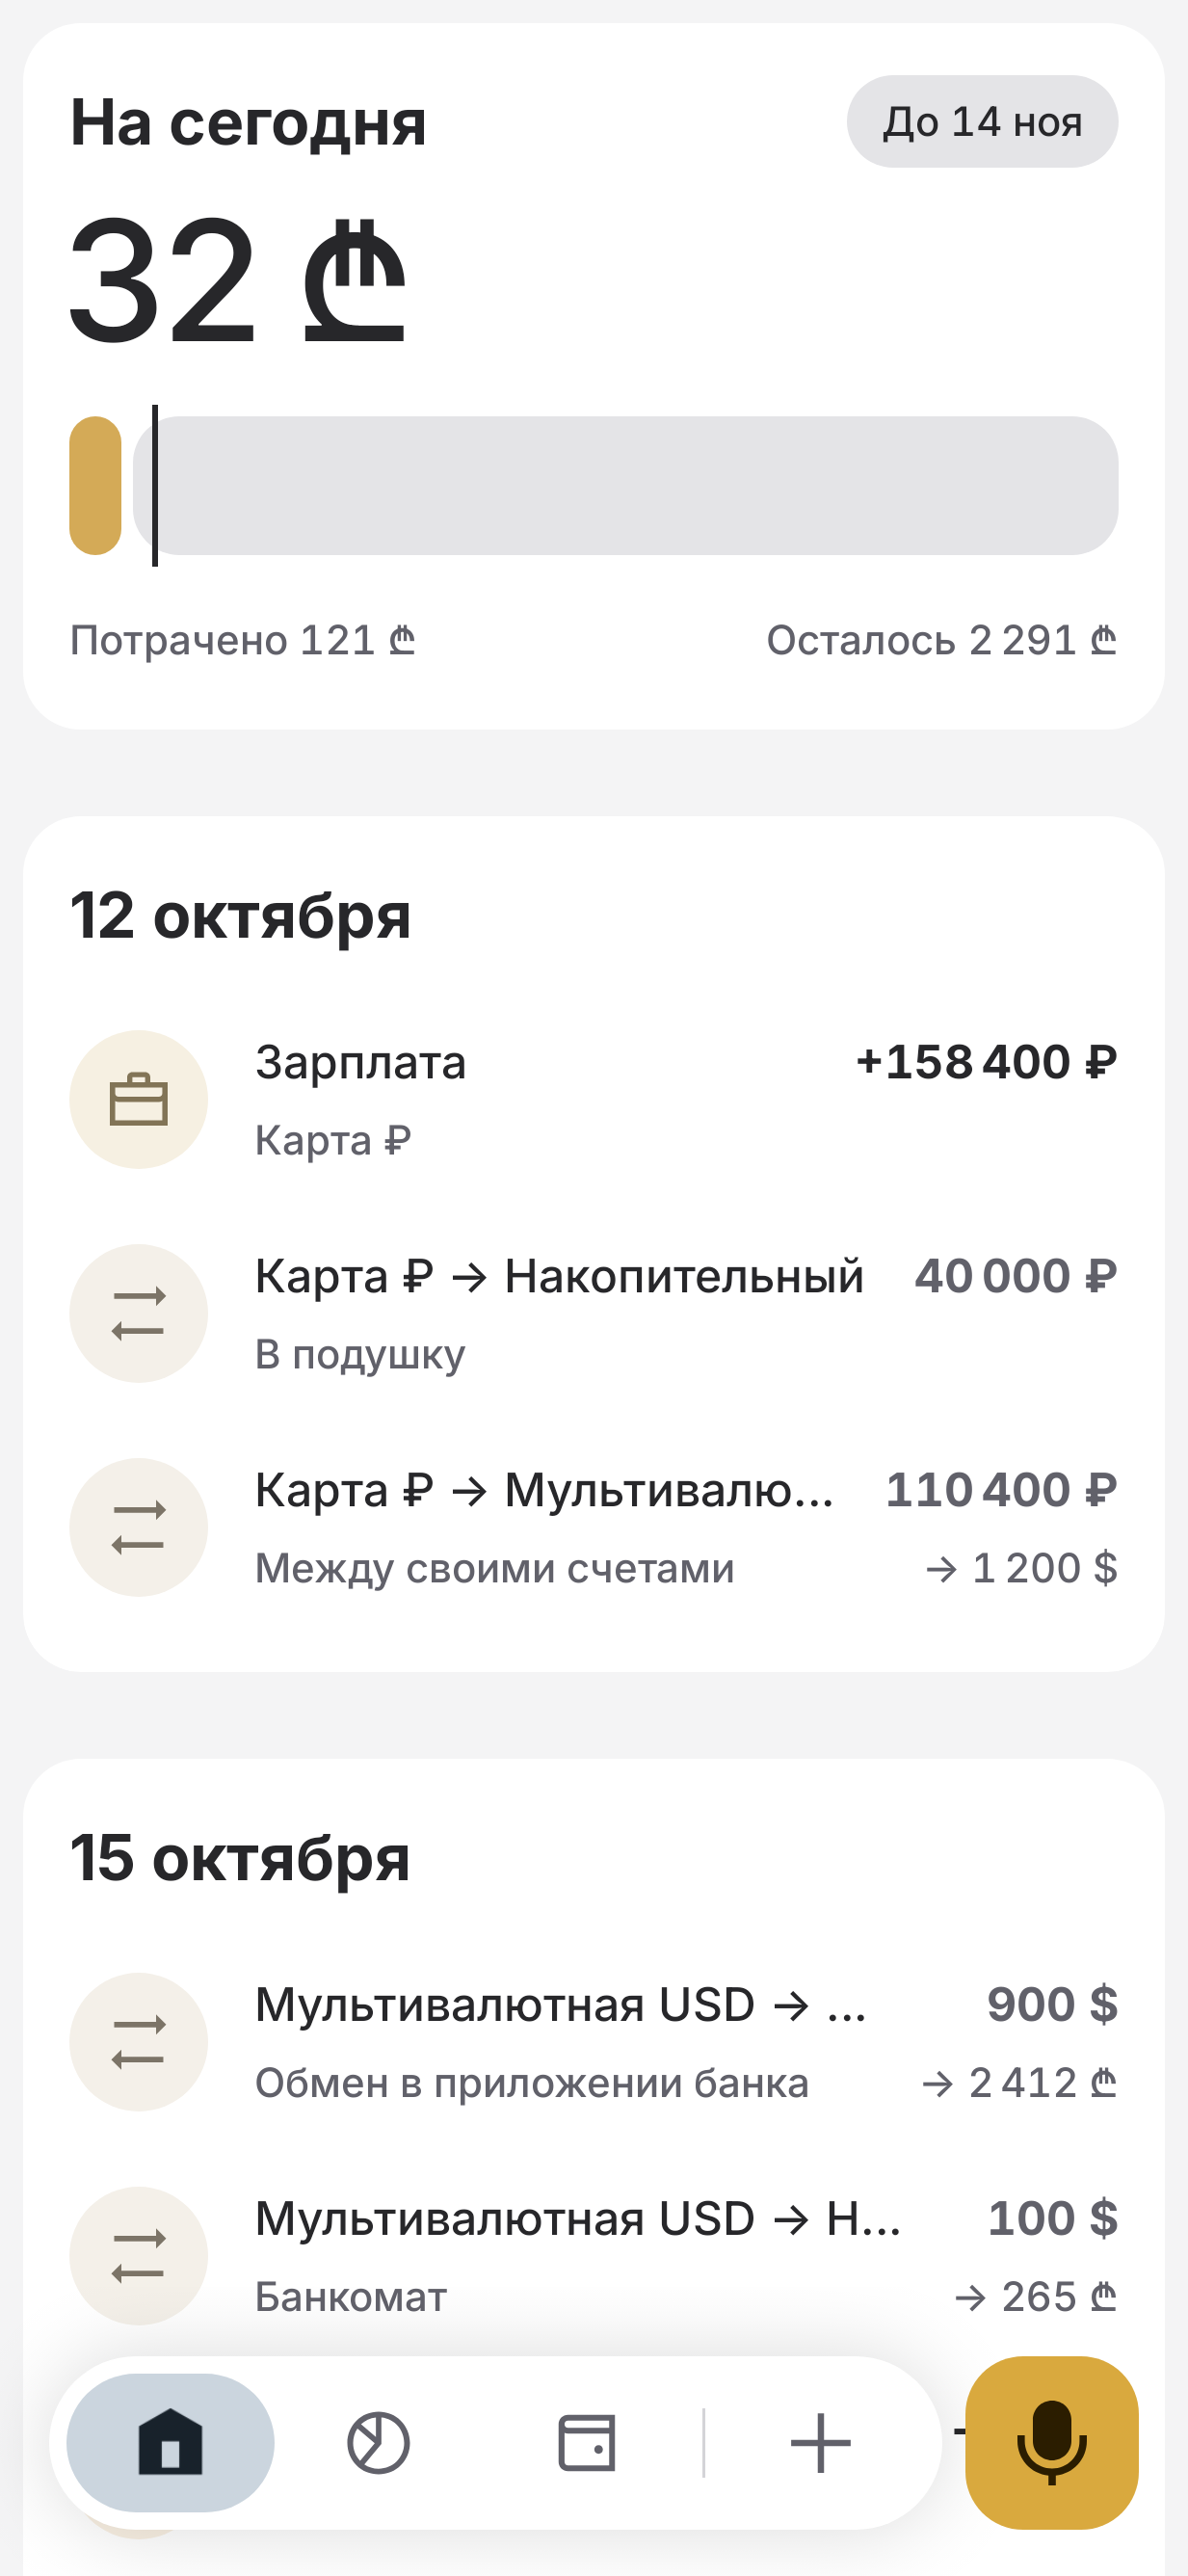 На сегодня
До 14 ноя
32 ₾
Потрачено 121 ₾
Осталось 2 291 ₾
12 октября
Зарплата
+158 400 ₽
Карта ₽
Карта ₽ → Накопительный
40 000 ₽
В подушку
Карта ₽ → Мультивалю...
110 400 ₽
Между своими счетами
→ 1 200 $
15 октября
Мультивалютная USD → ...
900 $
Обмен в приложении банка
→ 2 412 ₾
Мультивалютная USD → Н...
100 $
Банкомат
→ 265 ₾